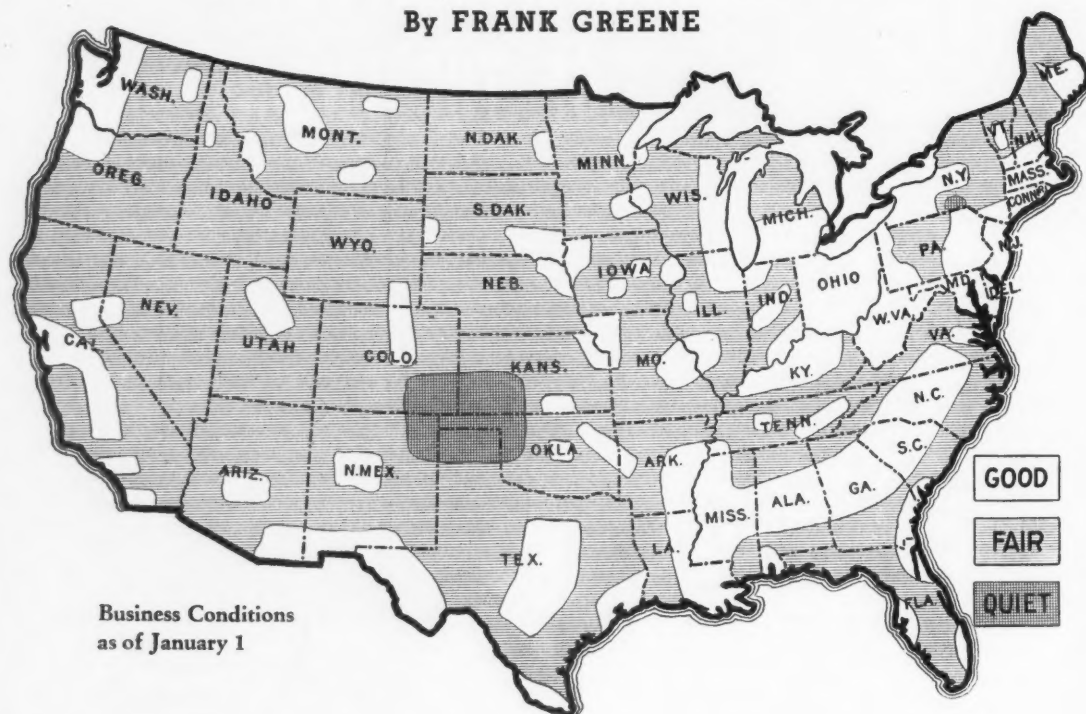 By FRANK GREENE
WASH.
MONT.
N.DAK.
MINN.
ME.
VT.
N.H.
OREG.
IDAHO
S.DAK.
WIS.
MICH.
N.Y.
MASS.
CONN.
WYO.
NEB.
IOWA
ILL.
IND.
OHIO
PA.
N.J.
MD.
DEL.
NEV.
UTAH
COLO.
KANS.
MO.
KY.
W.VA.
VA.
CAL.
ARIZ.
N.MEX.
OKLA.
ARK.
TENN.
N.C.
S.C.
TEX.
LA.
MISS.
ALA.
GA.
FLA.
GOOD
FAIR
QUIET
Business Conditions
as of January 1